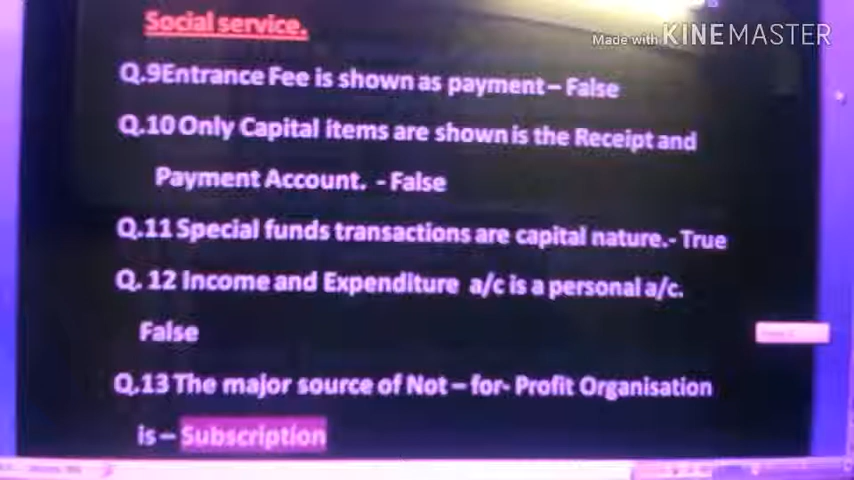 Social service.
Made with KINEMASTER
Q.9Entrance Fee is shown as payment – False
Q.10 Only Capital items are shown is the Receipt and
Payment Account. - False
Q.11 Special funds transactions are capital nature.- True
Q. 12 Income and Expenditure a/c is a personal a/c.
False
Q.13 The major source of Not – for- Profit Organisation
is – Subscription